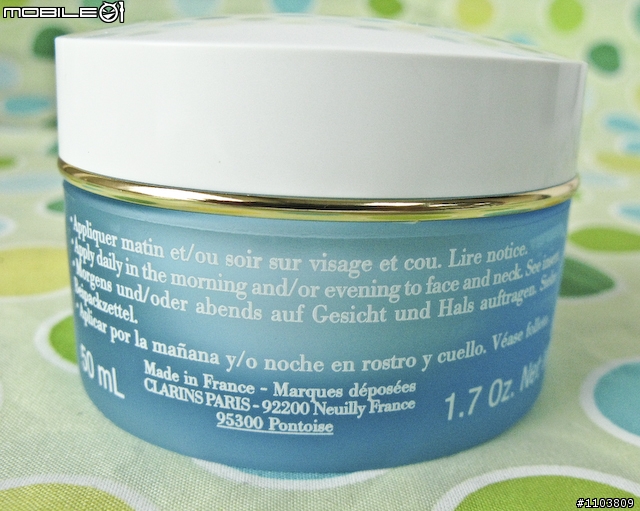 mobile01
•Appliquer matin et/ou soir sur visage et cou. Lire notice.
•Apply daily in the morning and/or evening to face and neck. See insert.
•Morgens und/oder abends auf Gesicht und Hals auftragen. Siehe
Beipackzettel.
•Aplicar por la mañana y/o noche en rostro y cuello. Véase
50 mL
Made in France - Marques déposées
CLARINS PARIS - 92200 Neuilly France
95300 Pontoise
1.7 Oz. Net
#1103809